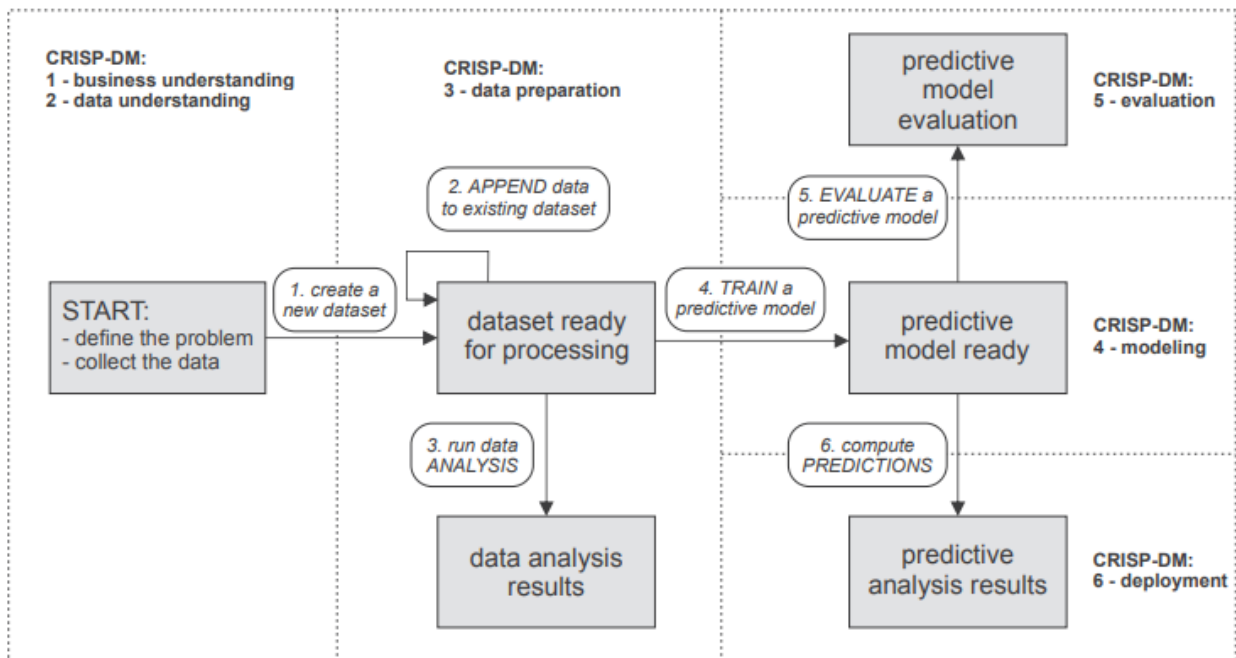 CRISP-DM:
1 - business understanding
2 - data understanding
CRISP-DM:
3 - data preparation
predictive
model
evaluation
CRISP-DM:
5 - evaluation
2. APPEND data
to existing dataset
5. EVALUATE a
predictive model
START:
- define the problem
- collect the data
1. create a
new dataset
dataset ready
for processing
4. TRAIN a
predictive model
predictive
model ready
CRISP-DM:
4 - modeling
3. run data
ANALYSIS
6. compute
PREDICTIONS
data analysis
results
predictive
analysis results
CRISP-DM:
6 - deployment